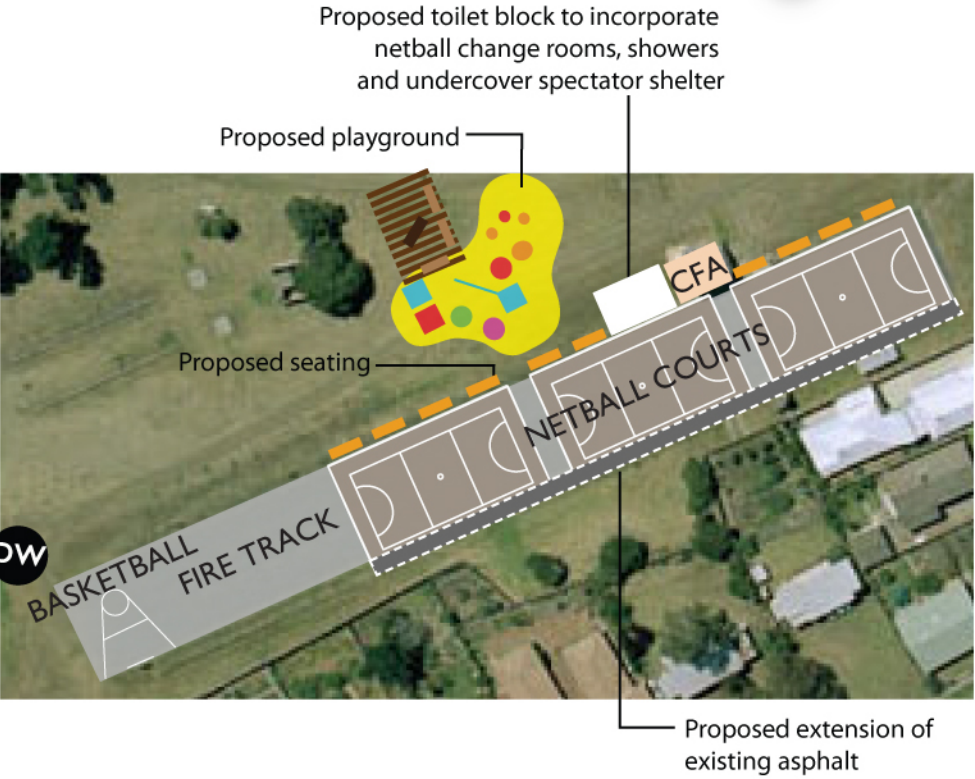 Proposed toilet block to incorporate
netball change rooms, showers
and undercover spectator shelter
Proposed playground
CFA
NETBALL COURTS
Proposed seating
BASKETBALL
FIRE TRACK
Proposed extension of
existing asphalt